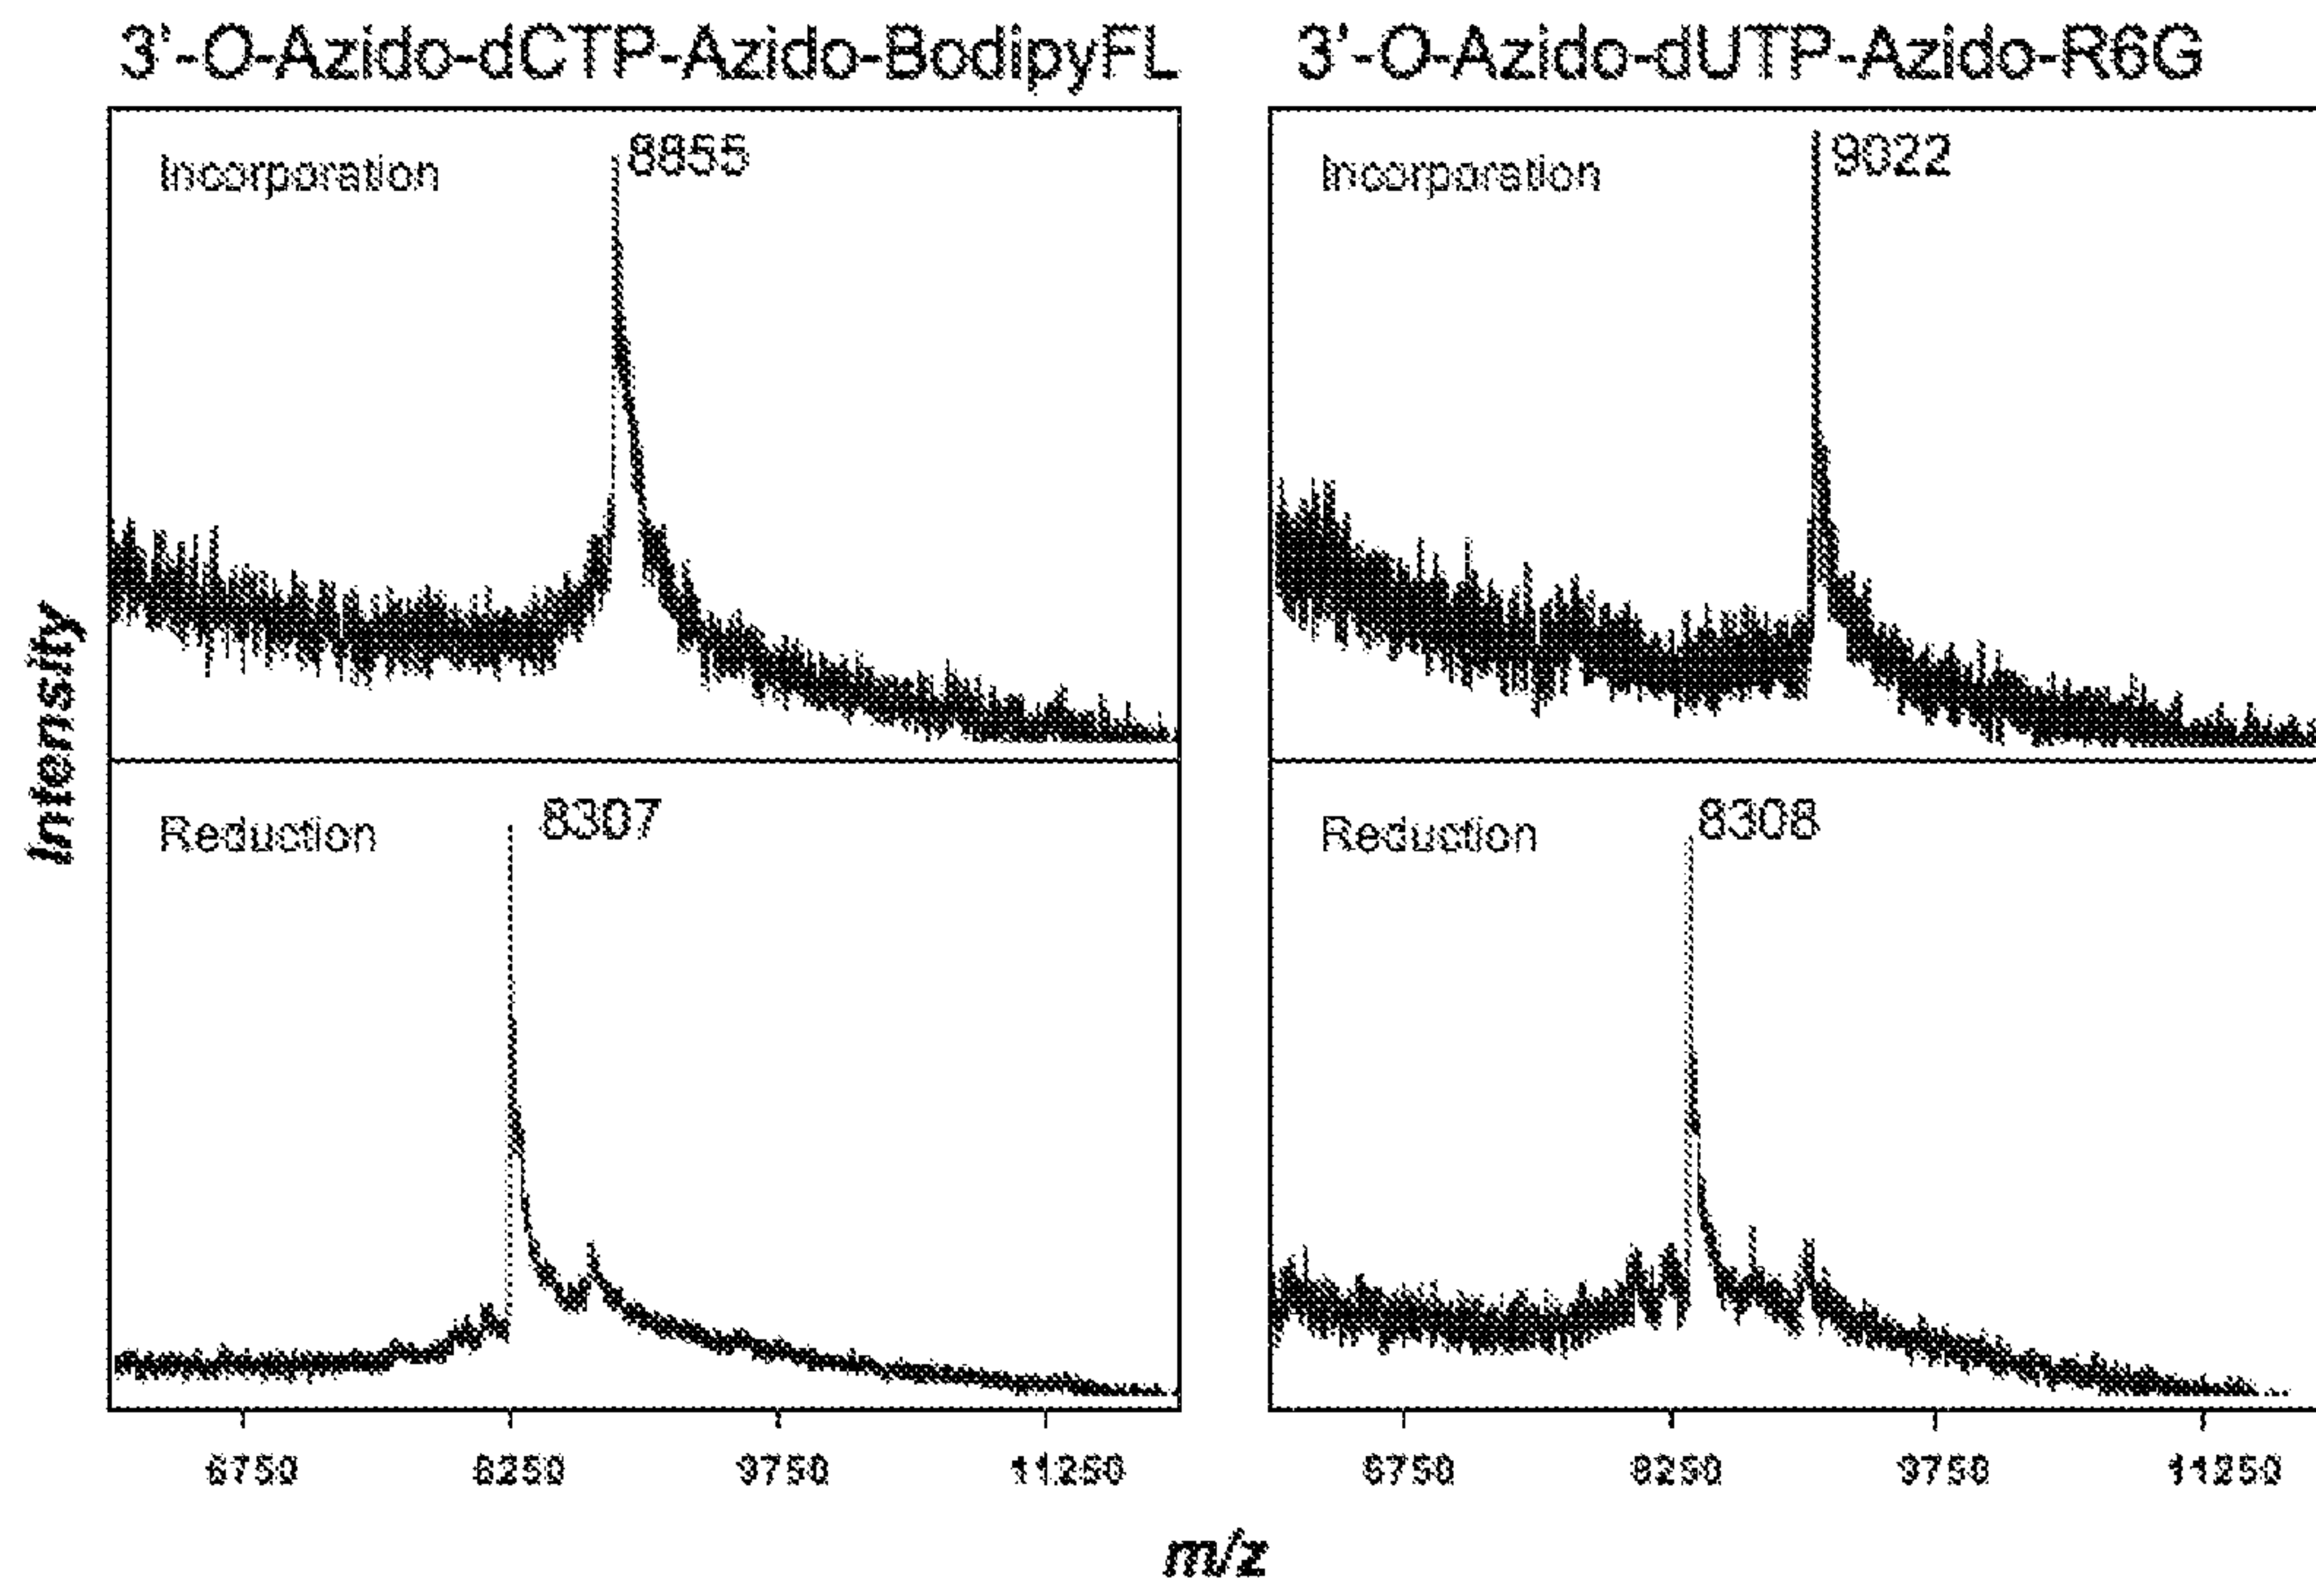 3'-O-Azido-dCTP-Azido-BodipyFL
3'-O-Azido-dUTP-Azido-R6G
Incorporation
8855
Incorporation
9022
Intensity
Reduction
8307
Reduction
8308
6750 8250 9750 11250
6750 8250 9750 11250
m/z